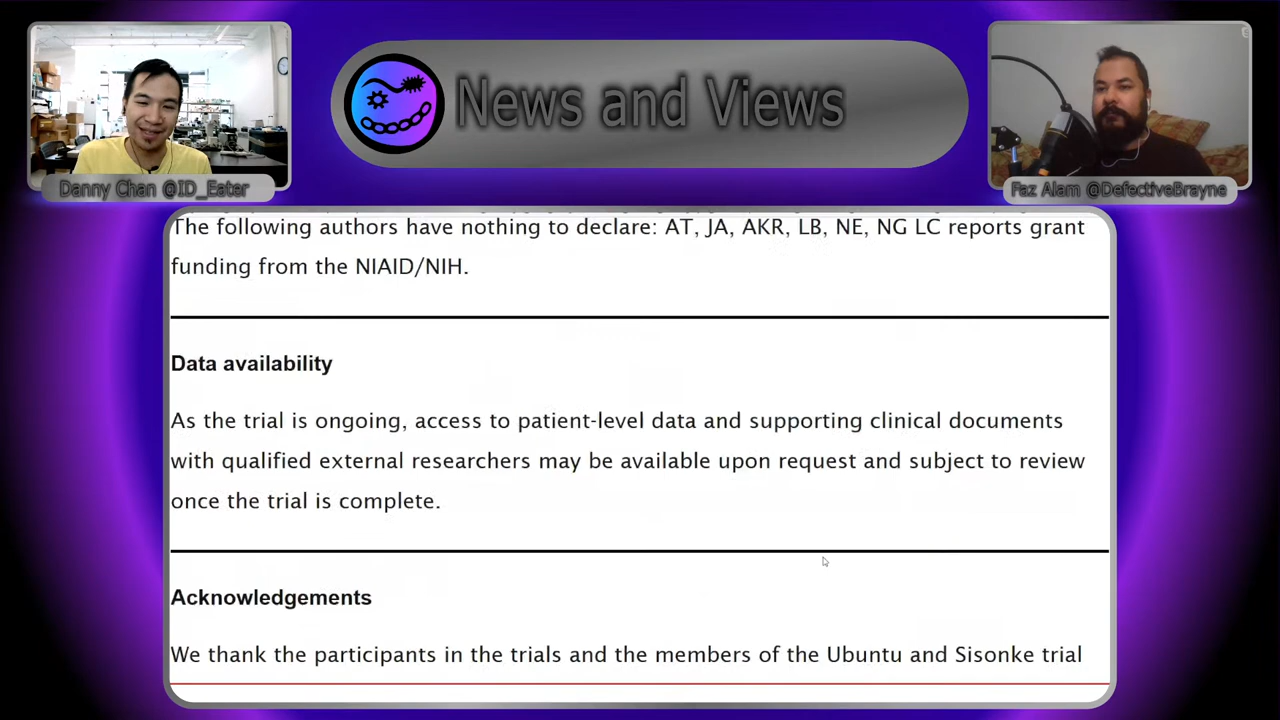 News and Views
Danny Chan @ID_Eater
Faz Alam @DefectiveBrayne
The following authors have nothing to declare: AT, JA, AKR, LB, NE, NG LC reports grant
funding from the NIAID/NIH.
Data availability
As the trial is ongoing, access to patient-level data and supporting clinical documents
with qualified external researchers may be available upon request and subject to review
once the trial is complete.
Acknowledgements
We thank the participants in the trials and the members of the Ubuntu and Sisonke trial